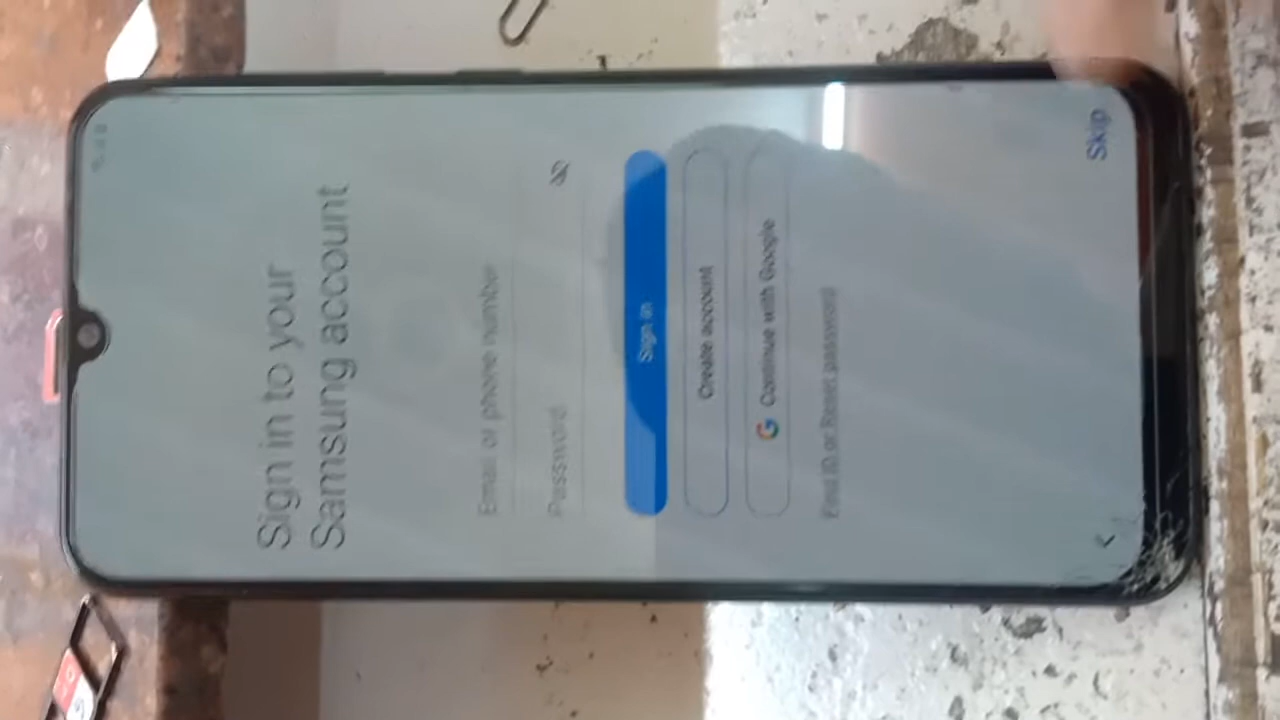 Sign in to your
Samsung account
Email or phone number
Password
Sign in
Create account
Continue with Google
Find ID or Reset password
Skip